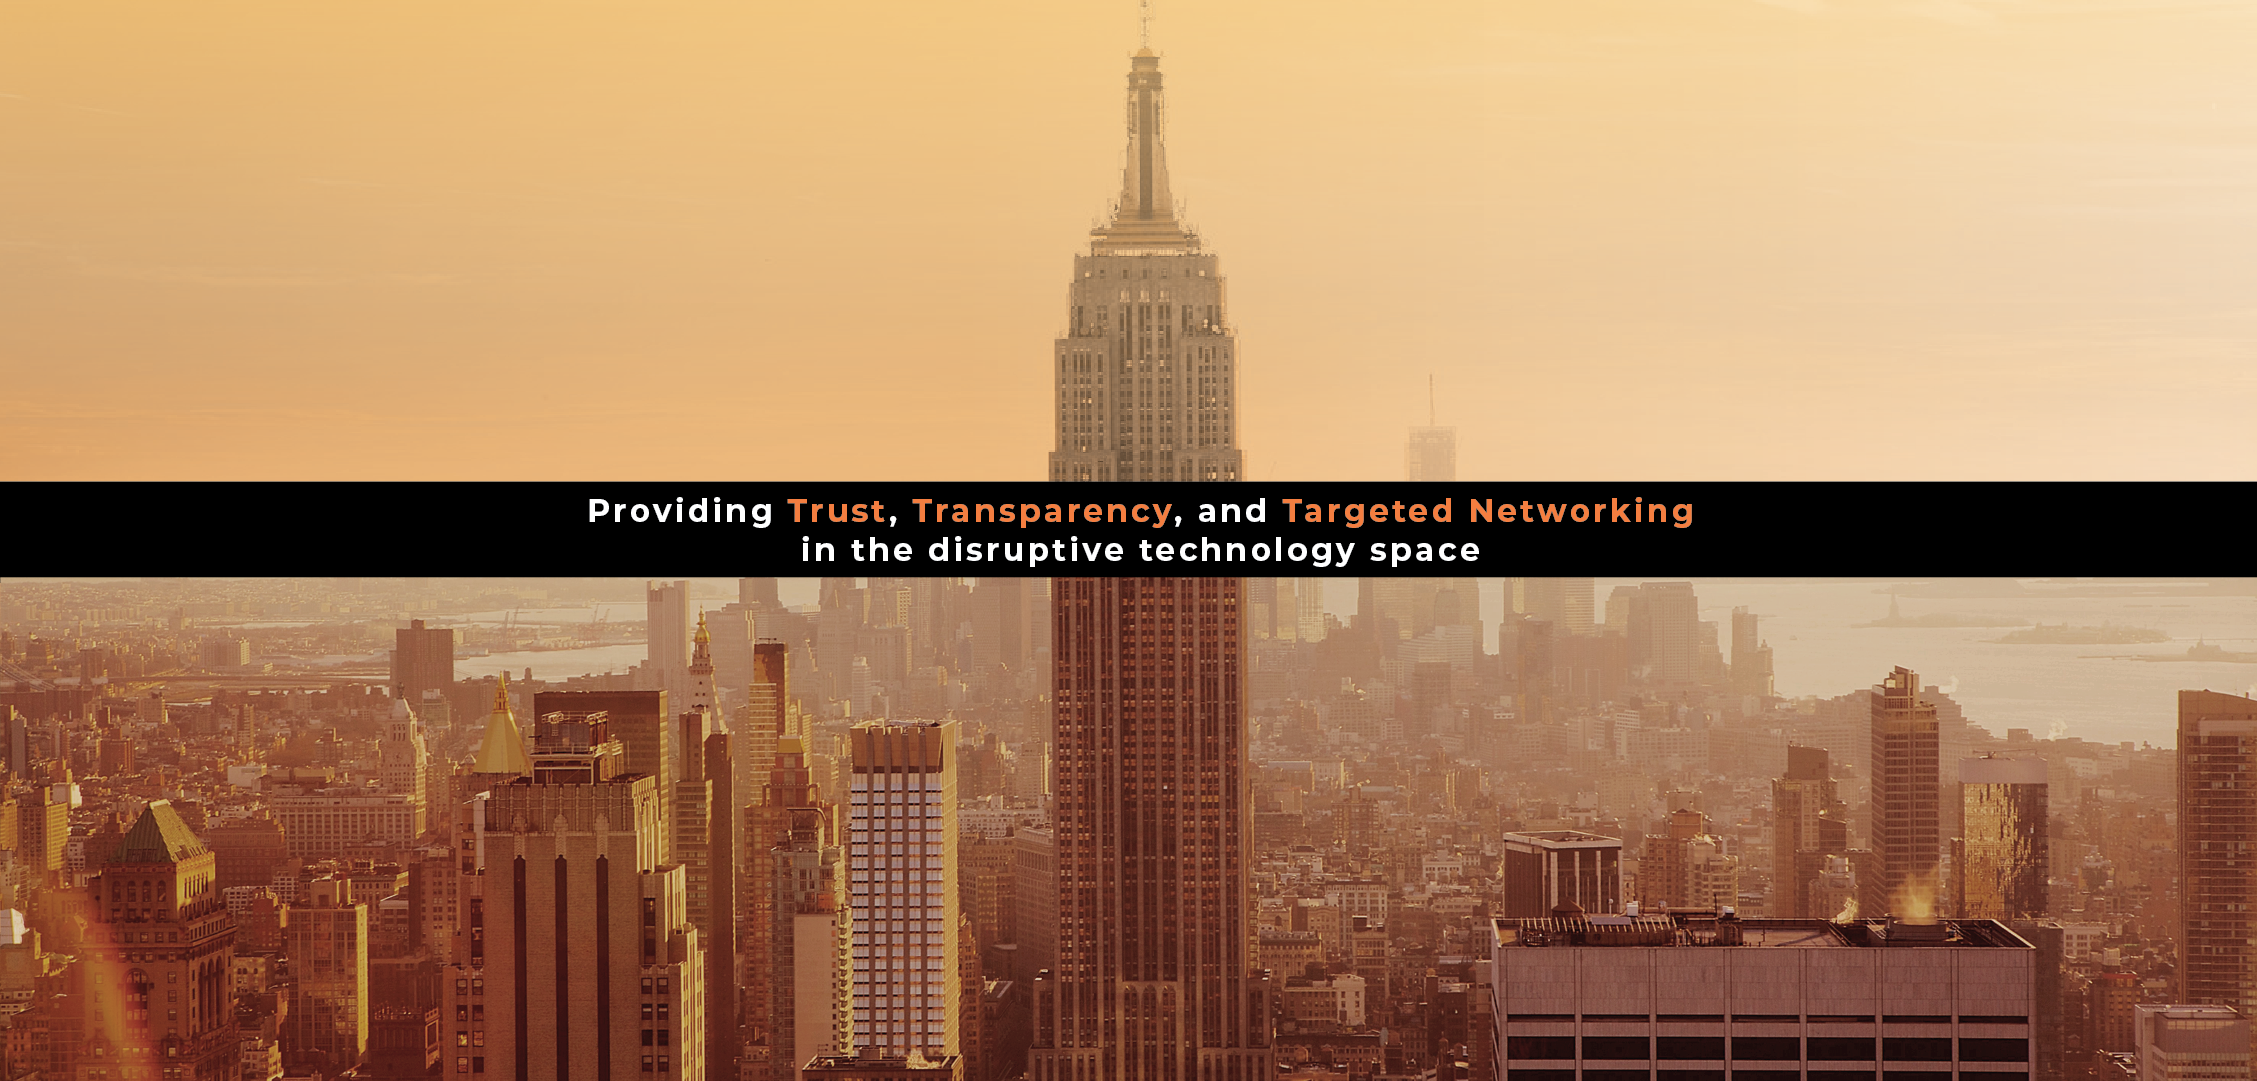 Providing Trust, Transparency, and Targeted Networking
in the disruptive technology space